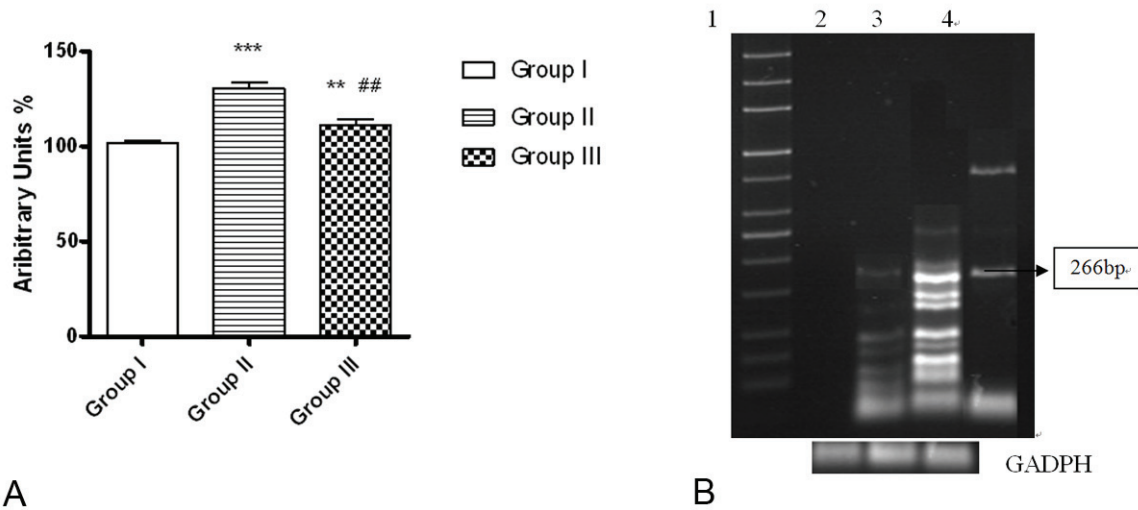 Aribitrary Units %
150
100
50
0
***
** ##
Group I
Group II
Group III
Group I
Group II
Group III
A
1 2 3 4
266bp
GADPH
B